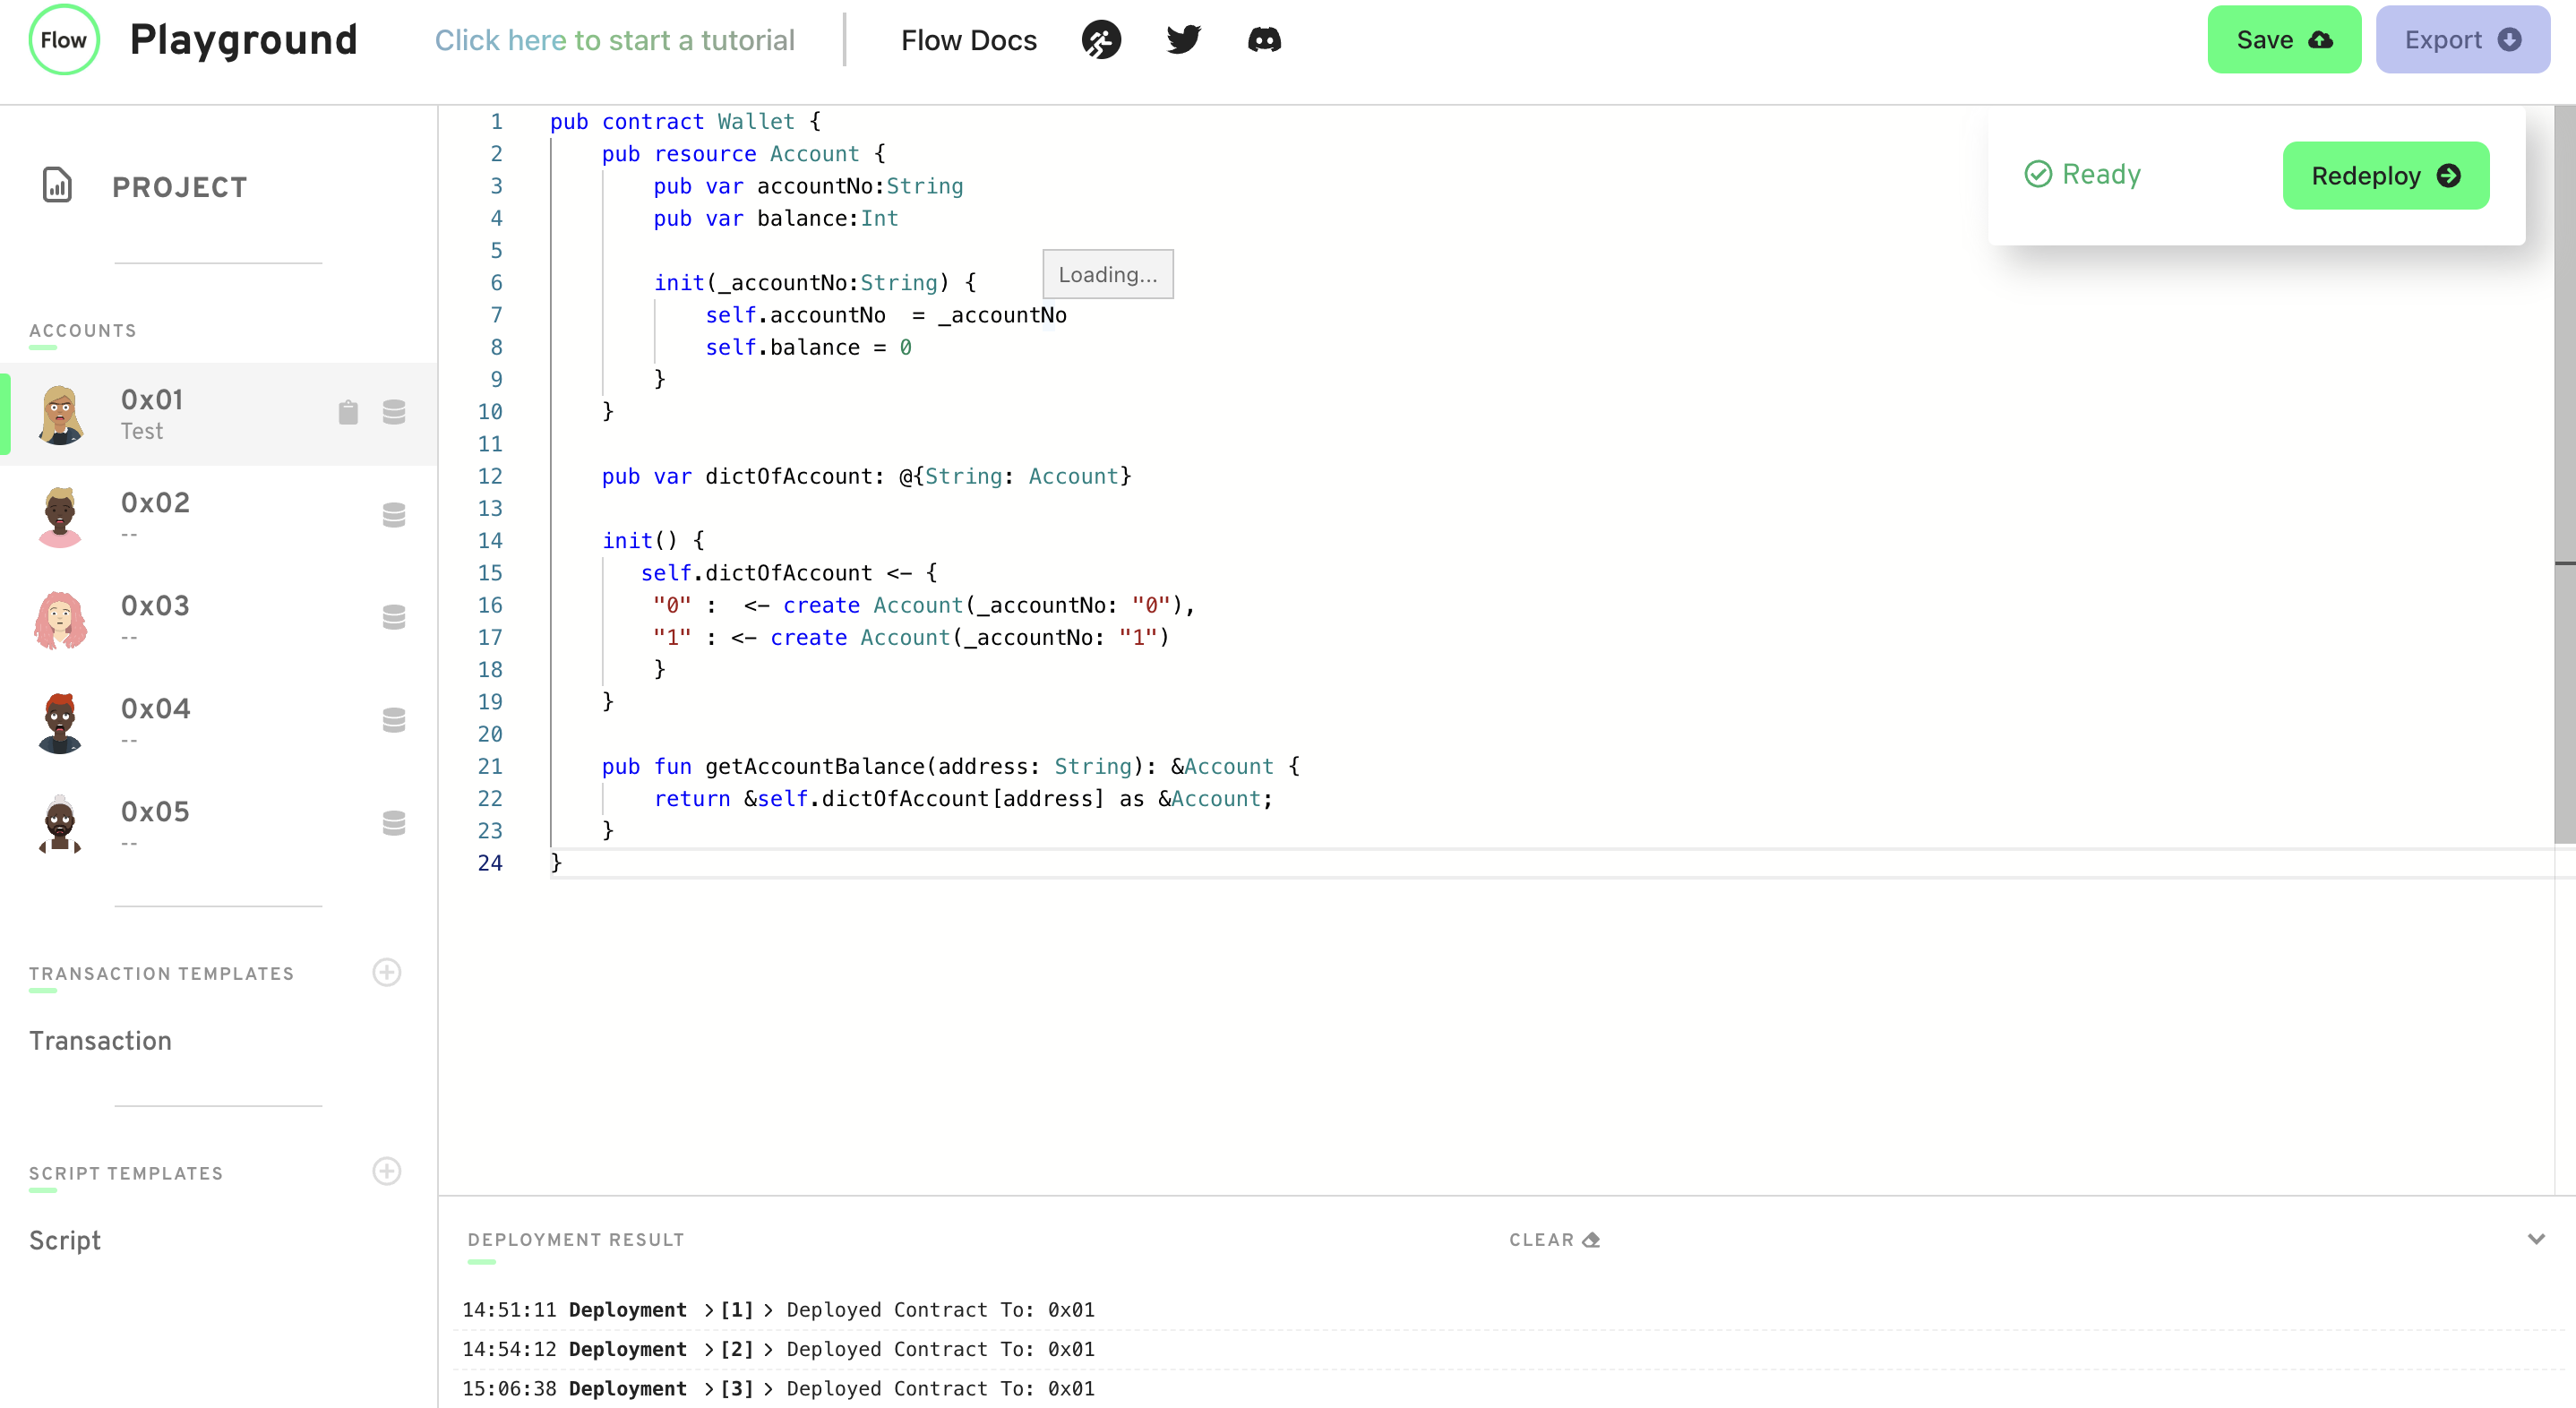 Flow Playground Click here to start a tutorial Flow Docs Save Export
PROJECT
ACCOUNTS
0x01
Test
0x02
--
0x03
--
0x04
--
0x05
--
TRANSACTION TEMPLATES
Transaction
SCRIPT TEMPLATES
Script
1 pub contract Wallet {
2 pub resource Account {
3 pub var accountNo:String
4 pub var balance:Int
5
6 init(_accountNo:String) {
7 self.accountNo  = _accountNo
8 self.balance = 0
9 }
10 }
11
12 pub var dictOfAccount: @{String: Account}
13
14 init() {
15 self.dictOfAccount <- {
16 "0" :  <- create Account(_accountNo: "0"),
17 "1" : <- create Account(_accountNo: "1")
18 }
19 }
20
21 pub fun getAccountBalance(address: String): &Account {
22 return &self.dictOfAccount[address] as &Account;
23 }
24 }
Loading...
Ready Redeploy
DEPLOYMENT RESULT CLEAR
14:51:11 Deployment >[1]> Deployed Contract To: 0x01
14:54:12 Deployment >[2]> Deployed Contract To: 0x01
15:06:38 Deployment >[3]> Deployed Contract To: 0x01